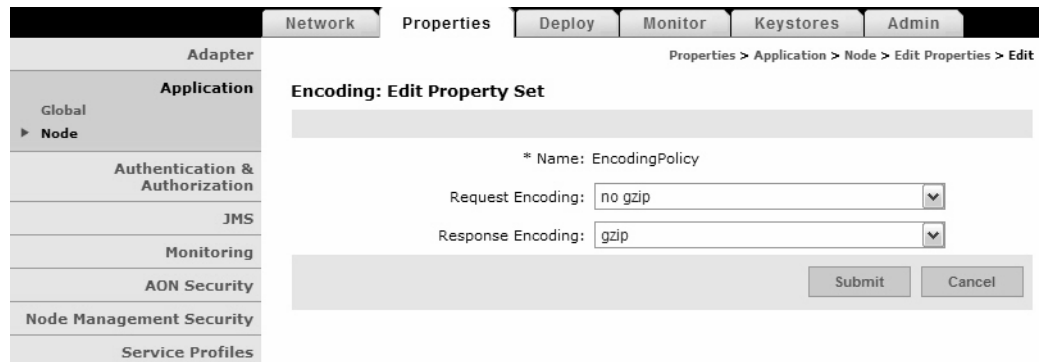 Network Properties Deploy Monitor Keystores Admin
Properties > Application > Node > Edit Properties > Edit
Adapter
Application
Global
Node
Authentication &
Authorization
JMS
Monitoring
AON Security
Node Management Security
Service Profiles
Encoding: Edit Property Set
* Name: EncodingPolicy
Request Encoding: no gzip
Response Encoding: gzip
Submit Cancel